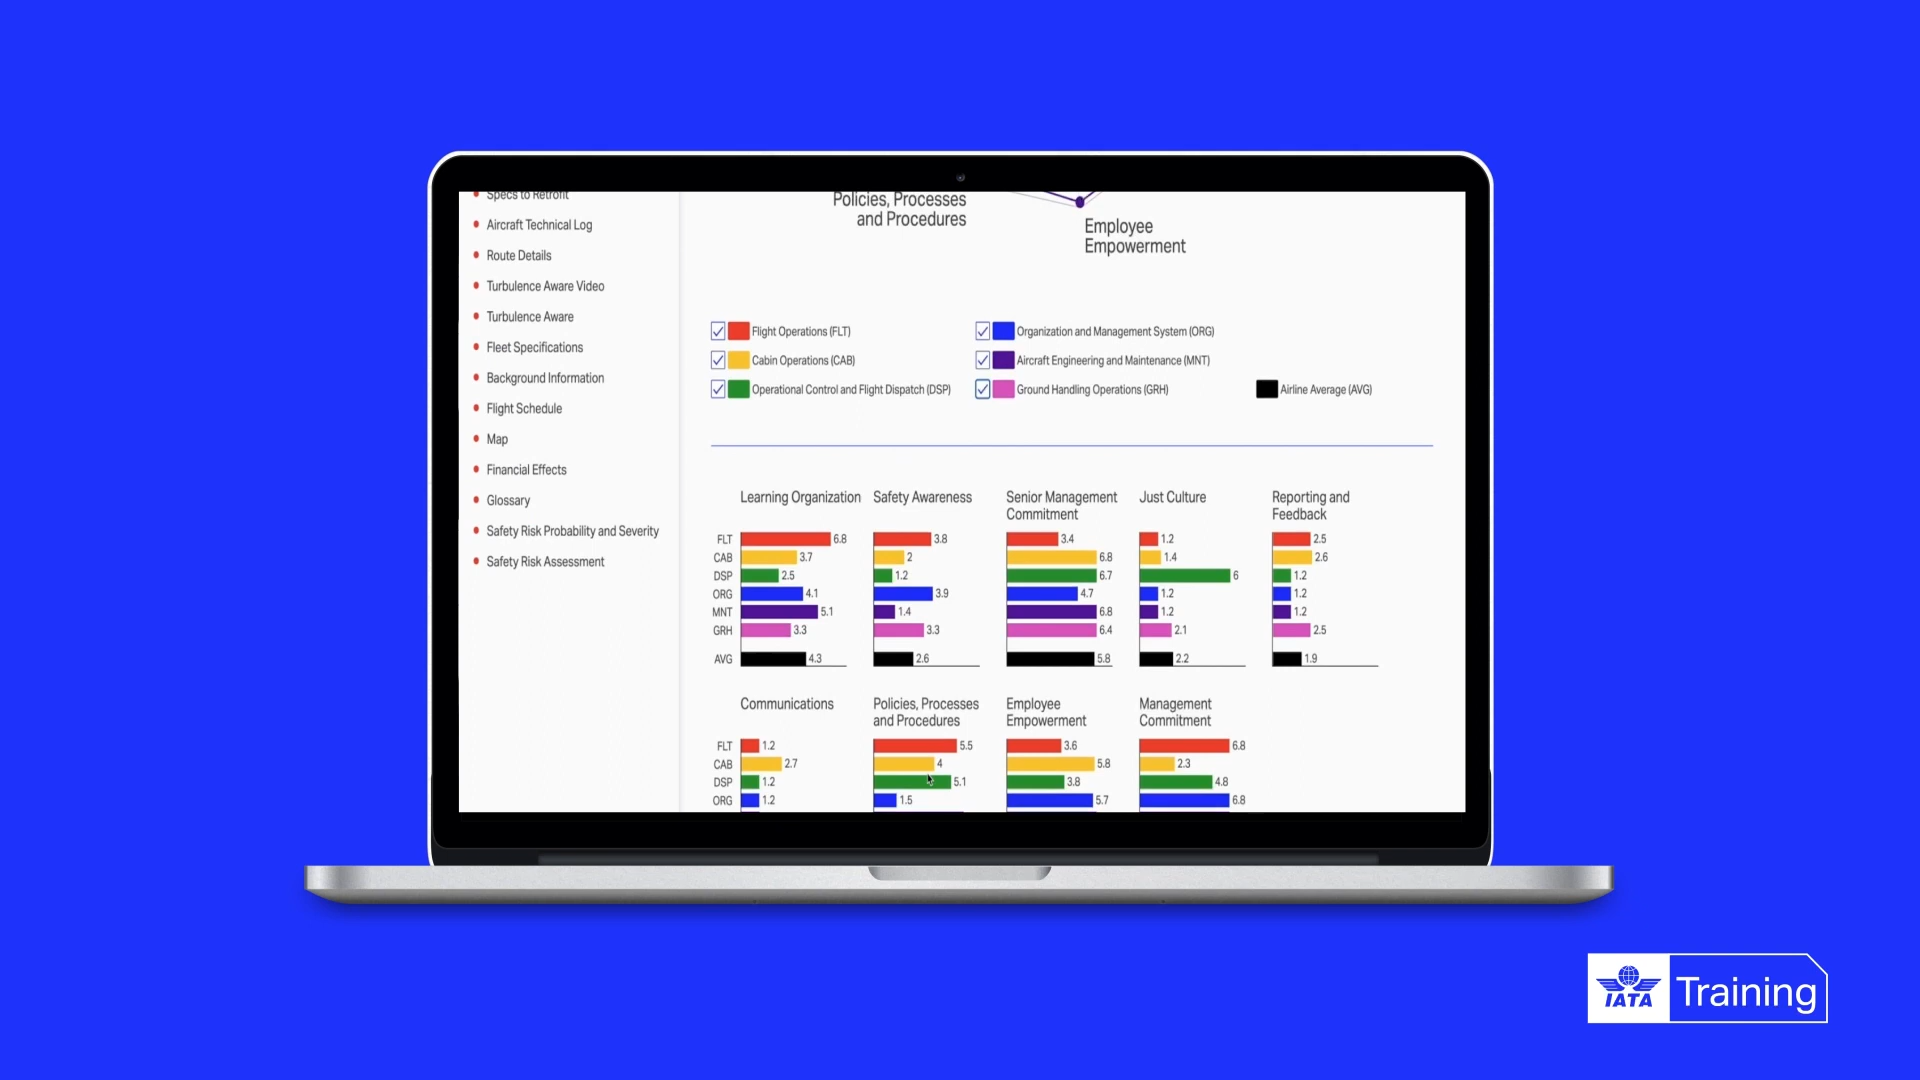 Specs to Retrofit
Aircraft Technical Log
Route Details
Turbulence Aware Video
Turbulence Aware
Fleet Specifications
Background Information
Flight Schedule
Map
Financial Effects
Glossary
Safety Risk Probability and Severity
Safety Risk Assessment
Policies, Processes
and Procedures
Employee
Empowerment
Flight Operations (FLT)
Cabin Operations (CAB)
Operational Control and Flight Dispatch (DSP)
Organization and Management System (ORG)
Aircraft Engineering and Maintenance (MNT)
Ground Handling Operations (GRH)
Airline Average (AVG)
Learning Organization
FLT 6.8
CAB 3.7
DSP 2.5
ORG 4.1
MNT 5.1
GRH 3.3
AVG 4.3
Safety Awareness
3.8
2
1.2
3.9
1.4
3.3
2.6
Senior Management
Commitment
3.4
6.8
6.7
4.7
6.8
6.4
5.8
Just Culture
1.2
1.4
6
1.2
1.2
2.1
2.2
Reporting and
Feedback
2.5
2.6
1.2
1.2
1.2
2.5
1.9
Communications
FLT 1.2
CAB 2.7
DSP 1.2
ORG 1.2
Policies, Processes
and Procedures
5.5
4
5.1
1.5
Employee
Empowerment
3.6
5.8
3.8
5.7
Management
Commitment
6.8
2.3
4.8
6.8
IATA Training